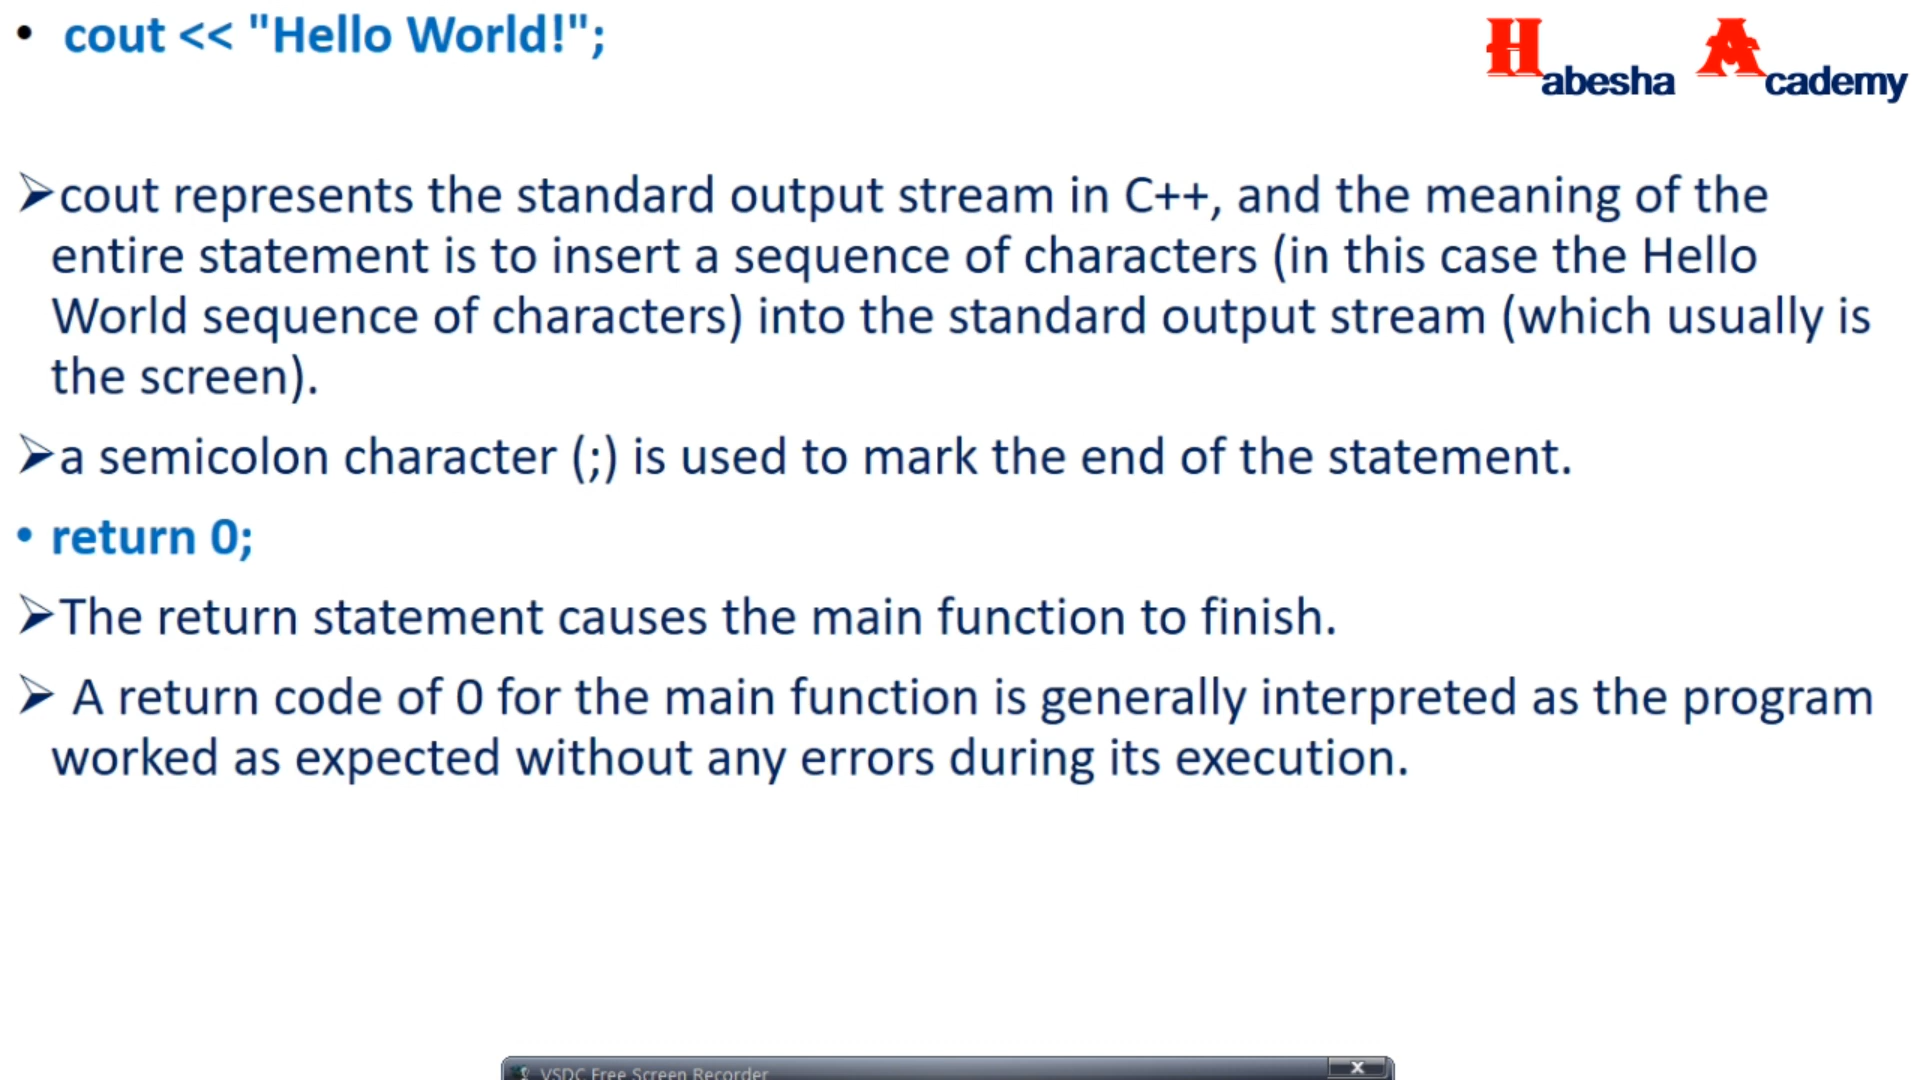 • cout << "Hello World!";
Habesha Academy
➢cout represents the standard output stream in C++, and the meaning of the
entire statement is to insert a sequence of characters (in this case the Hello
World sequence of characters) into the standard output stream (which usually is
the screen).
➢a semicolon character (;) is used to mark the end of the statement.
• return 0;
➢The return statement causes the main function to finish.
➢ A return code of 0 for the main function is generally interpreted as the program
worked as expected without any errors during its execution.
VSDC Free Screen Recorder